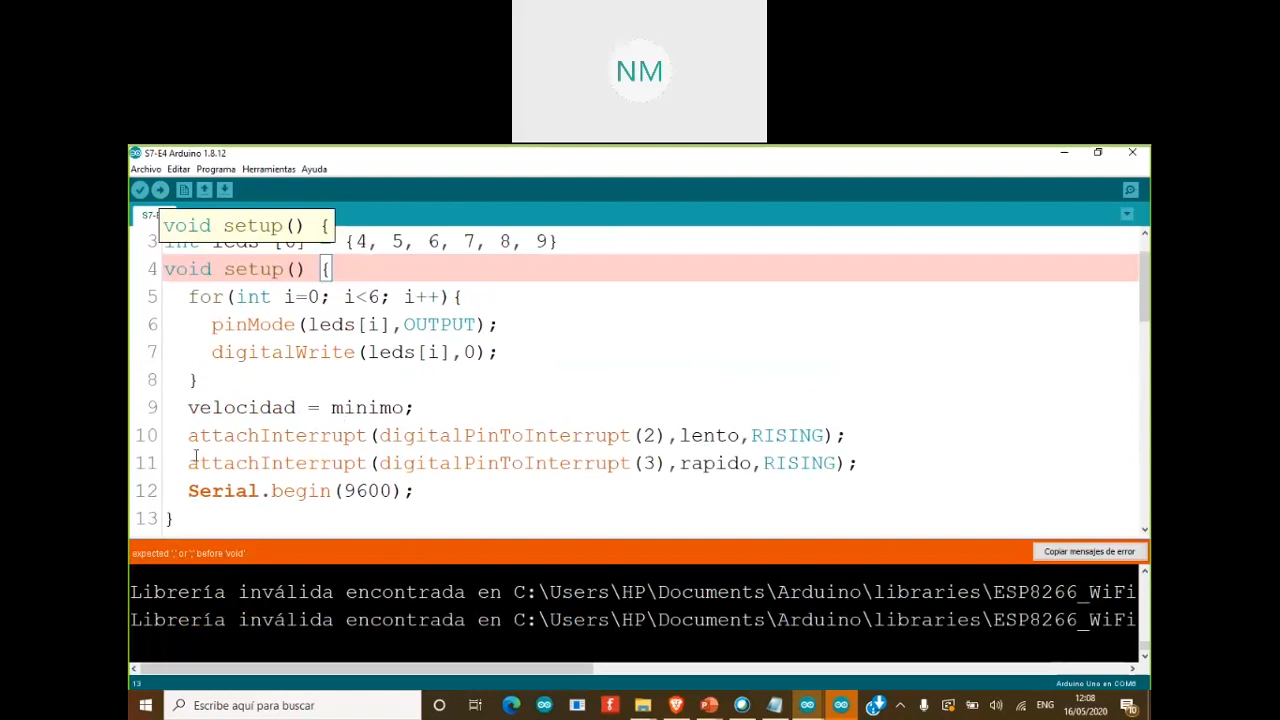 NM
S7-E4 Arduino 1.8.12
Archivo Editar Programa Herramientas Ayuda
void setup() {
3 {4, 5, 6, 7, 8, 9}
4 void setup() {
5 for(int i=0; i<6; i++){
6 pinMode(leds[i],OUTPUT);
7 digitalWrite(leds[i],0);
8 }
9 velocidad = minimo;
10 attachInterrupt(digitalPinToInterrupt(2),lento,RISING);
11 attachInterrupt(digitalPinToInterrupt(3),rapido,RISING);
12 Serial.begin(9600);
13 }
expected ',' or ';' before 'void'
Copiar mensajes de error
Librería inválida encontrada en C:\Users\HP\Documents\Arduino\libraries\ESP8266_WiFi
Librería inválida encontrada en C:\Users\HP\Documents\Arduino\libraries\ESP8266_WiFi
13
Arduino Uno en COM6
Escribe aquí para buscar
ENG
12:08
16/05/2020
10